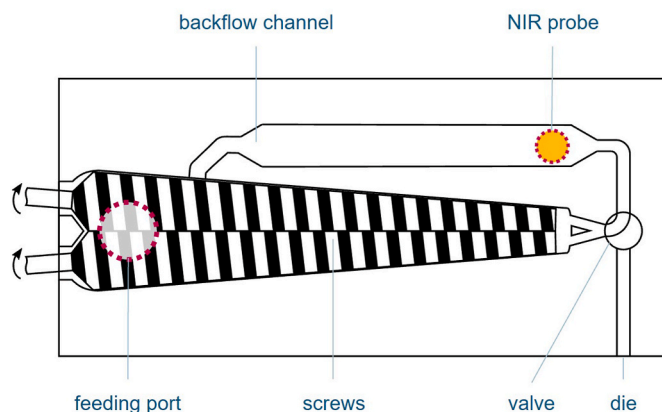 backflow channel
NIR probe
feeding port
screws
valve
die